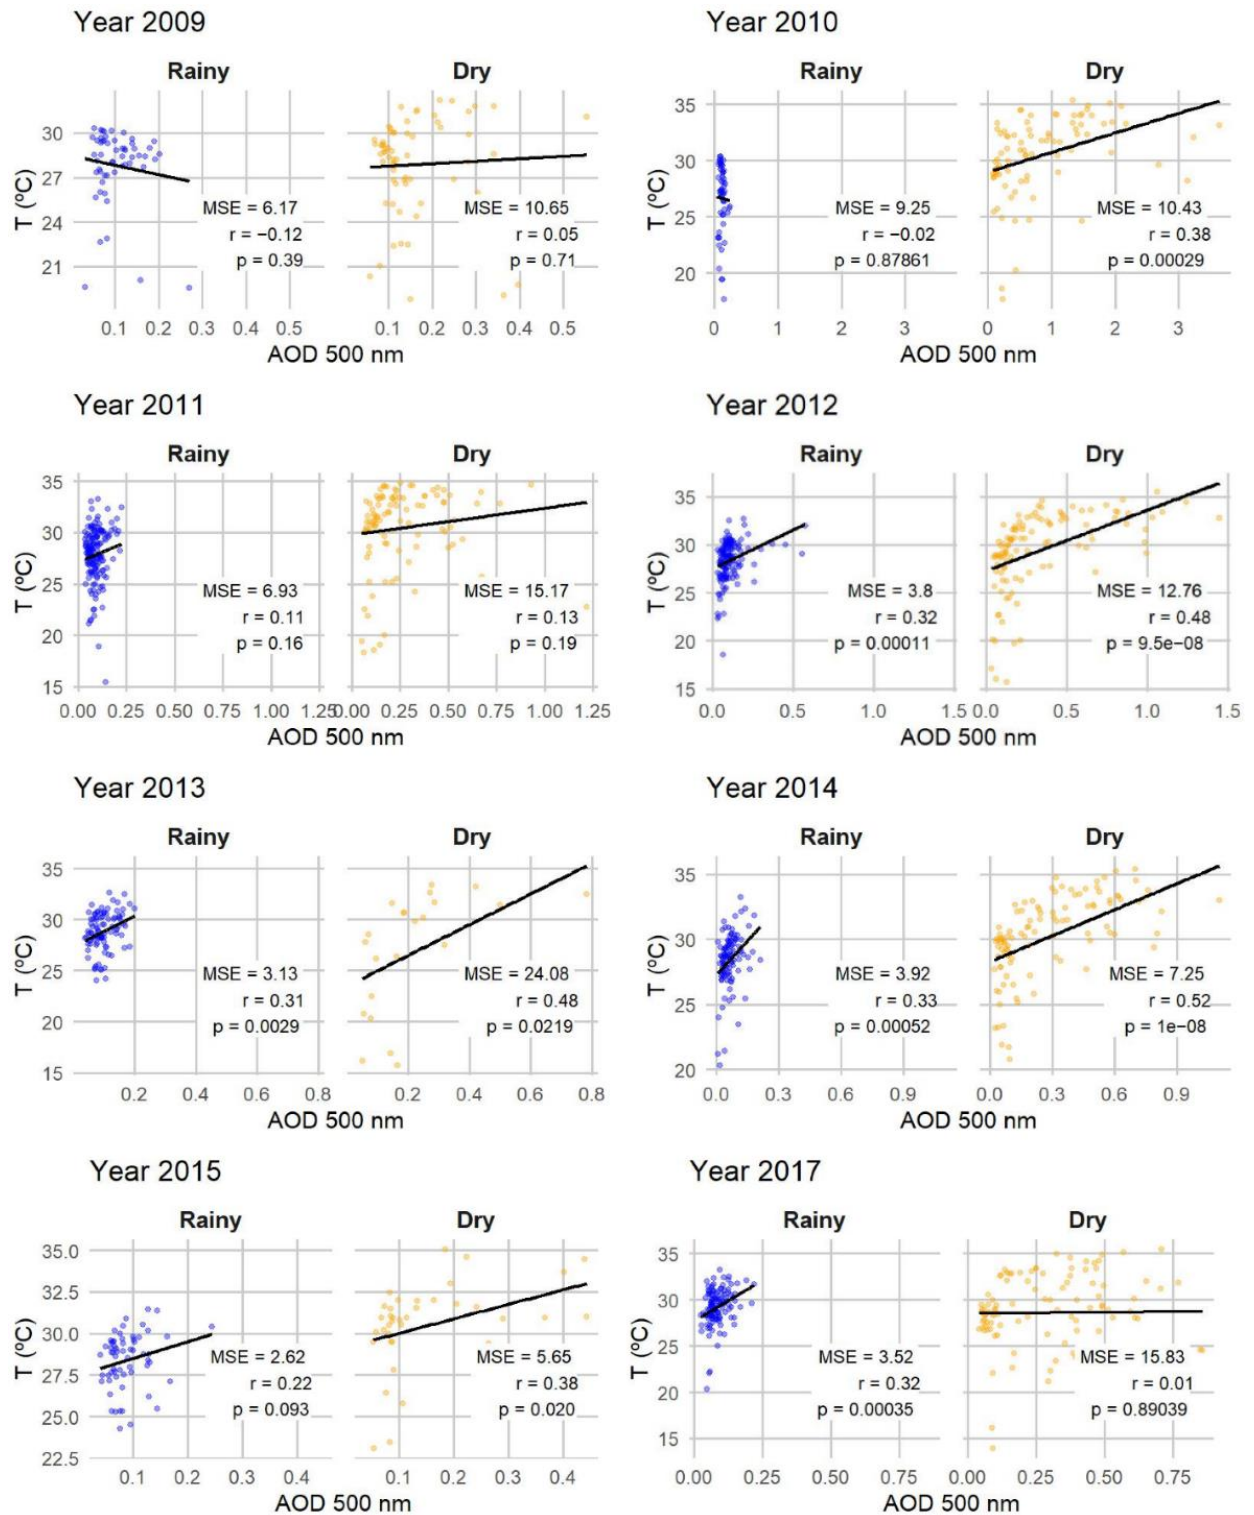 Year 2009
Rainy
Dry
T (ºC)
30
27
24
21
MSE = 6.17
r = −0.12
p = 0.39
MSE = 10.65
r = 0.05
p = 0.71
0.1 0.2 0.3 0.4 0.5
0.1 0.2 0.3 0.4 0.5
AOD 500 nm
Year 2010
Rainy
Dry
T (ºC)
35
30
25
20
MSE = 9.25
r = −0.02
p = 0.87861
MSE = 10.43
r = 0.38
p = 0.00029
0 1 2 3
0 1 2 3
AOD 500 nm
Year 2011
Rainy
Dry
T (ºC)
35
30
25
20
15
MSE = 6.93
r = 0.11
p = 0.16
MSE = 15.17
r = 0.13
p = 0.19
0.00 0.25 0.50 0.75 1.00 1.25
0.00 0.25 0.50 0.75 1.00 1.25
AOD 500 nm
Year 2012
Rainy
Dry
T (ºC)
35
30
25
20
15
MSE = 3.8
r = 0.32
p = 0.00011
MSE = 12.76
r = 0.48
p = 9.5e−08
0.0 0.5 1.0 1.5
0.0 0.5 1.0 1.5
AOD 500 nm
Year 2013
Rainy
Dry
T (ºC)
35
30
25
20
15
MSE = 3.13
r = 0.31
p = 0.0029
MSE = 24.08
r = 0.48
p = 0.0219
0.2 0.4 0.6 0.8
0.2 0.4 0.6 0.8
AOD 500 nm
Year 2014
Rainy
Dry
T (ºC)
35
30
25
20
MSE = 3.92
r = 0.33
p = 0.00052
MSE = 7.25
r = 0.52
p = 1e−08
0.0 0.3 0.6 0.9
0.0 0.3 0.6 0.9
AOD 500 nm
Year 2015
Rainy
Dry
T (ºC)
35.0
32.5
30.0
27.5
25.0
22.5
MSE = 2.62
r = 0.22
p = 0.093
MSE = 5.65
r = 0.38
p = 0.020
0.1 0.2 0.3 0.4
0.1 0.2 0.3 0.4
AOD 500 nm
Year 2017
Rainy
Dry
T (ºC)
35
30
25
20
15
MSE = 3.52
r = 0.32
p = 0.00035
MSE = 15.83
r = 0.01
p = 0.89039
0.00 0.25 0.50 0.75
0.00 0.25 0.50 0.75
AOD 500 nm